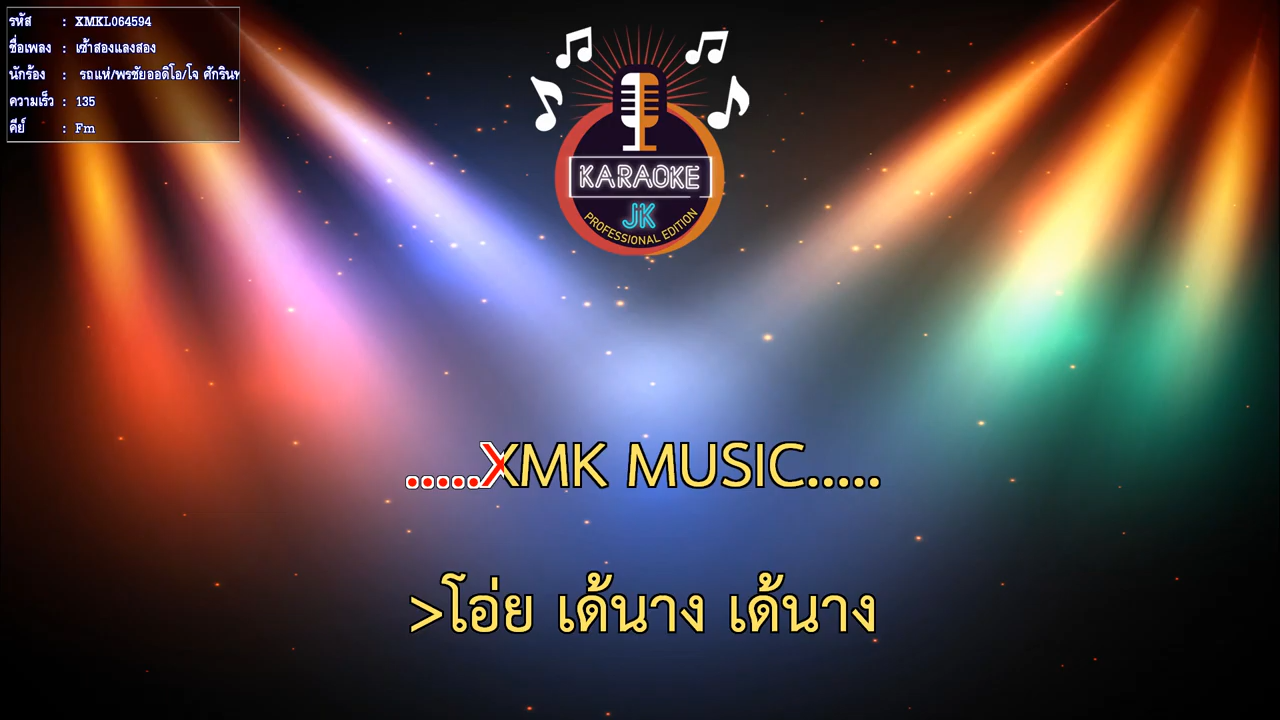 รหัส : XMKL064594
ชื่อเพลง : เซ้าสองแลงสอง
นักร้อง : รถแห่/พรชัยออดิโอ/โจ ศักรินท
ความเร็ว : 135
คีย์ : Fm
KARAOKE
JK
PROFESSIONAL EDITION
.....XMK MUSIC.....
>โอ่ย เด้นาง เด้นาง